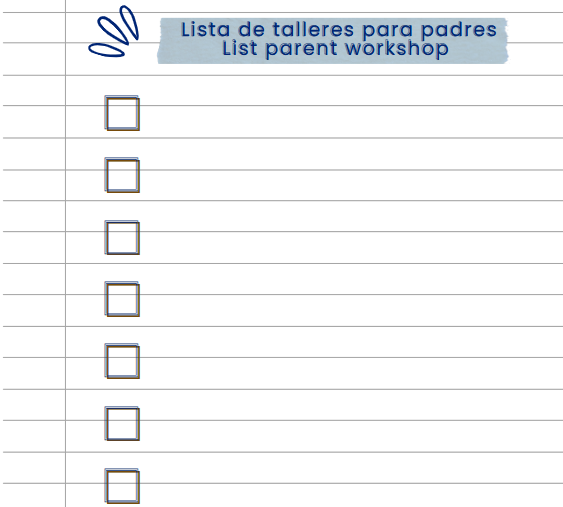 Lista de talleres para padres
List parent workshop